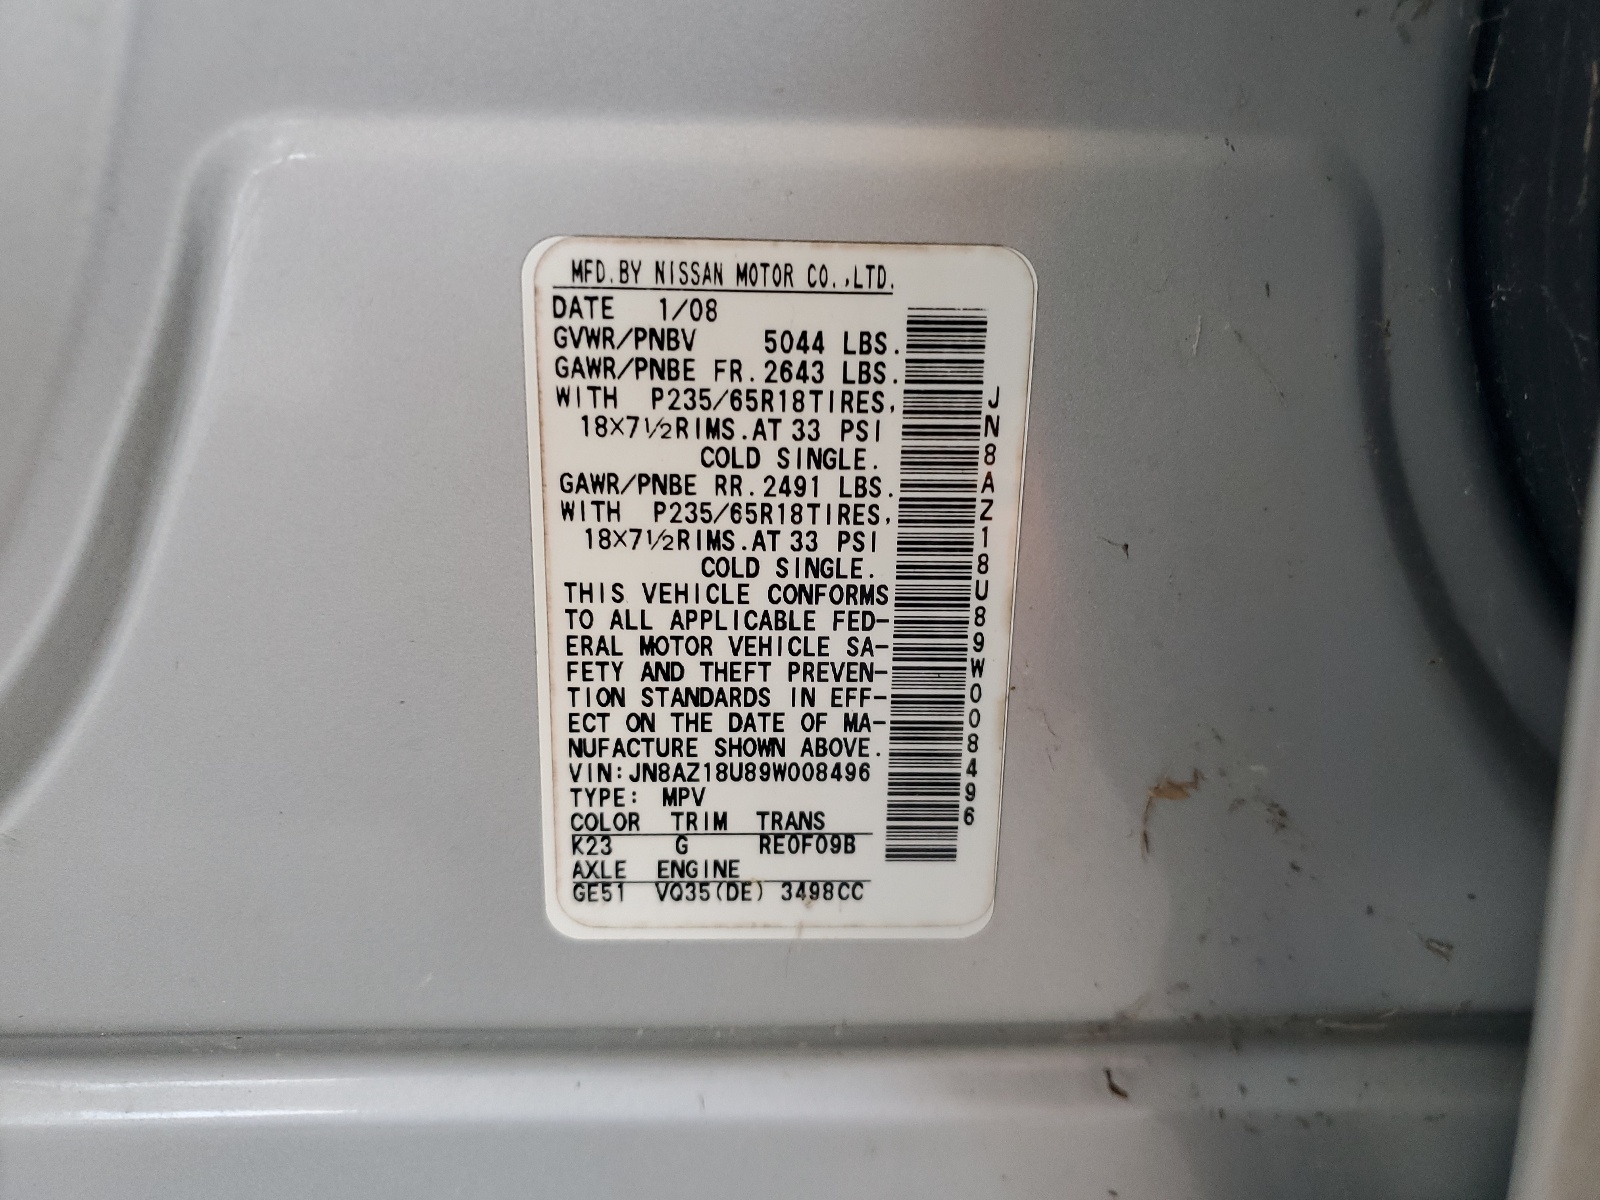 MFD.BY NISSAN MOTOR CO.,LTD.
DATE 1/08
GVWR/PNBV 5044 LBS.
GAWR/PNBE FR.2643 LBS.
WITH P235/65R18TIRES,
18×7½RIMS.AT 33 PSI
COLD SINGLE.
GAWR/PNBE RR.2491 LBS.
WITH P235/65R18TIRES,
18×7½RIMS.AT 33 PSI
COLD SINGLE.
THIS VEHICLE CONFORMS
TO ALL APPLICABLE FED-
ERAL MOTOR VEHICLE SA-
FETY AND THEFT PREVEN-
TION STANDARDS IN EFF-
ECT ON THE DATE OF MA-
NUFACTURE SHOWN ABOVE.
VIN:JN8AZ18U89W008496
TYPE: MPV
COLOR TRIM TRANS
K23 G RE0F09B
AXLE ENGINE
GE51 VQ35(DE) 3498CC
JN8AZ18U89W008496